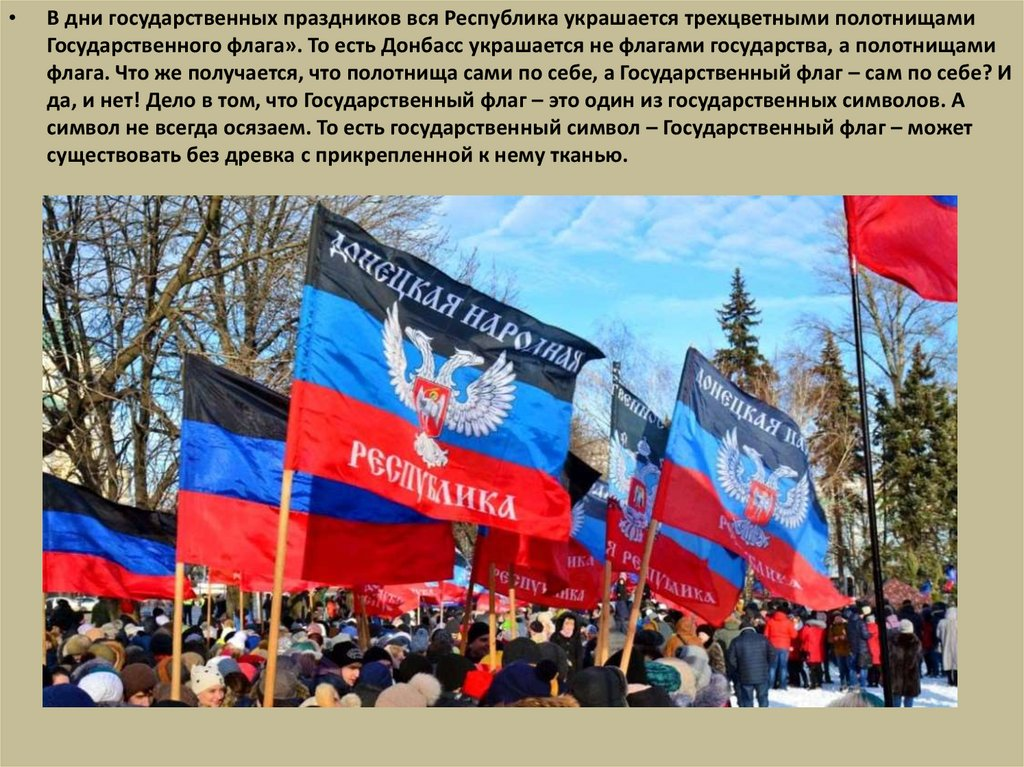 • В дни государственных праздников вся Республика украшается трехцветными полотнищами
Государственного флага». То есть Донбасс украшается не флагами государства, а полотнищами
флага. Что же получается, что полотнища сами по себе, а Государственный флаг – сам по себе? И
да, и нет! Дело в том, что Государственный флаг – это один из государственных символов. А
символ не всегда осязаем. То есть государственный символ – Государственный флаг – может
существовать без древка с прикрепленной к нему тканью.
ДОНЕЦКАЯ НАРОДНАЯ
РЕСПУБЛИКА
ДОНЕЦКАЯ
РЕСПУБЛИКА